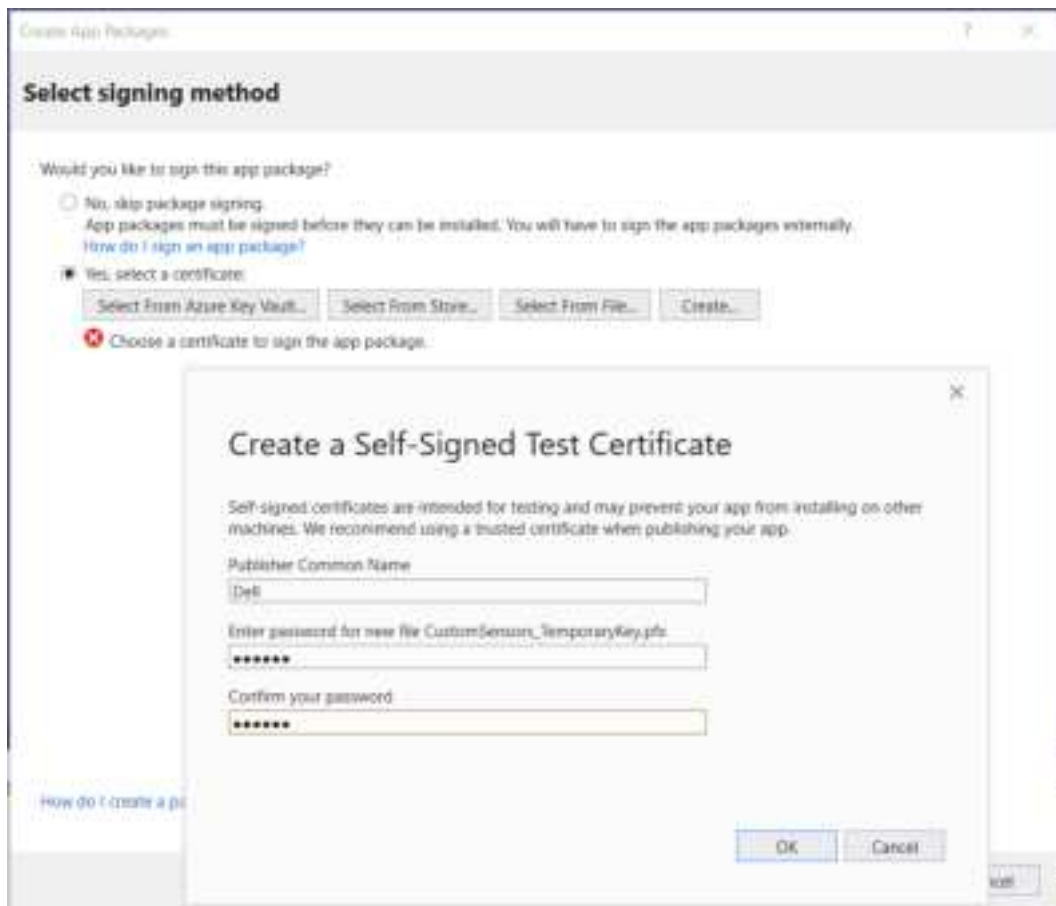 Create App Packages
?
Select signing method
Would you like to sign this app package?
No, skip package signing.
App packages must be signed before they can be installed. You will have to sign the app packages externally.
How do I sign an app package?
Yes, select a certificate:
Select From Azure Key Vault...
Select From Store...
Select From File...
Create...
Choose a certificate to sign the app package.
Create a Self-Signed Test Certificate
Self-signed certificates are intended for testing and may prevent your app from installing on other
machines. We recommend using a trusted certificate when publishing your app.
Publisher Common Name
Dell
Enter password for new file CustomSensors_TemporaryKey.pfx
••••••
Confirm your password
••••••
How do I create a
OK
Cancel